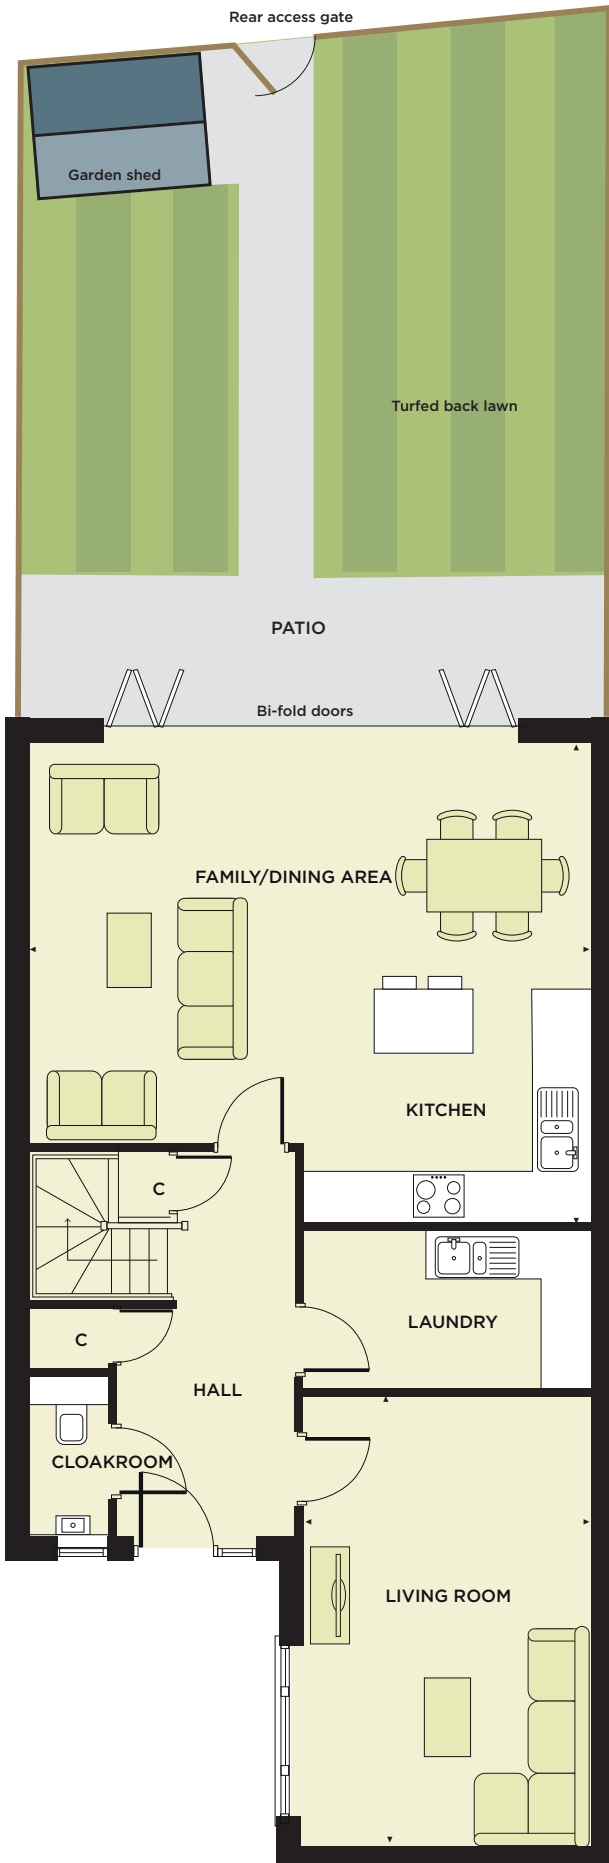 Rear access gate
Garden shed
Turfed back lawn
PATIO
Bi-fold doors
FAMILY/DINING AREA
KITCHEN
C
LAUNDRY
C
HALL
CLOAKROOM
LIVING ROOM